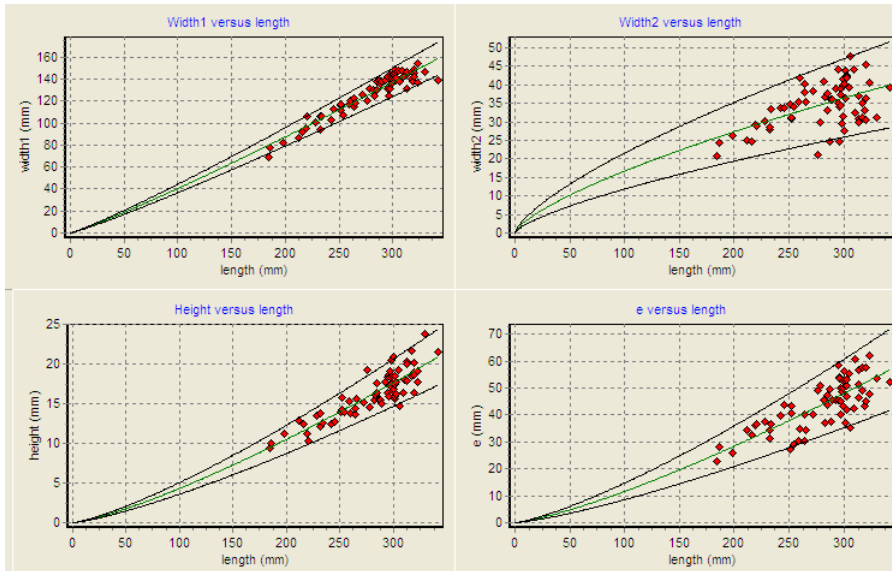 Width1 versus length
160
140
120
100
80
60
40
20
0
width1 (mm)
0 50 100 150 200 250 300
length (mm)
Width2 versus length
50
45
40
35
30
25
20
15
10
5
0
width2 (mm)
0 50 100 150 200 250 300
length (mm)
Height versus length
25
20
15
10
5
0
height (mm)
0 50 100 150 200 250 300
length (mm)
e versus length
70
60
50
40
30
20
10
0
e (mm)
0 50 100 150 200 250 300
length (mm)